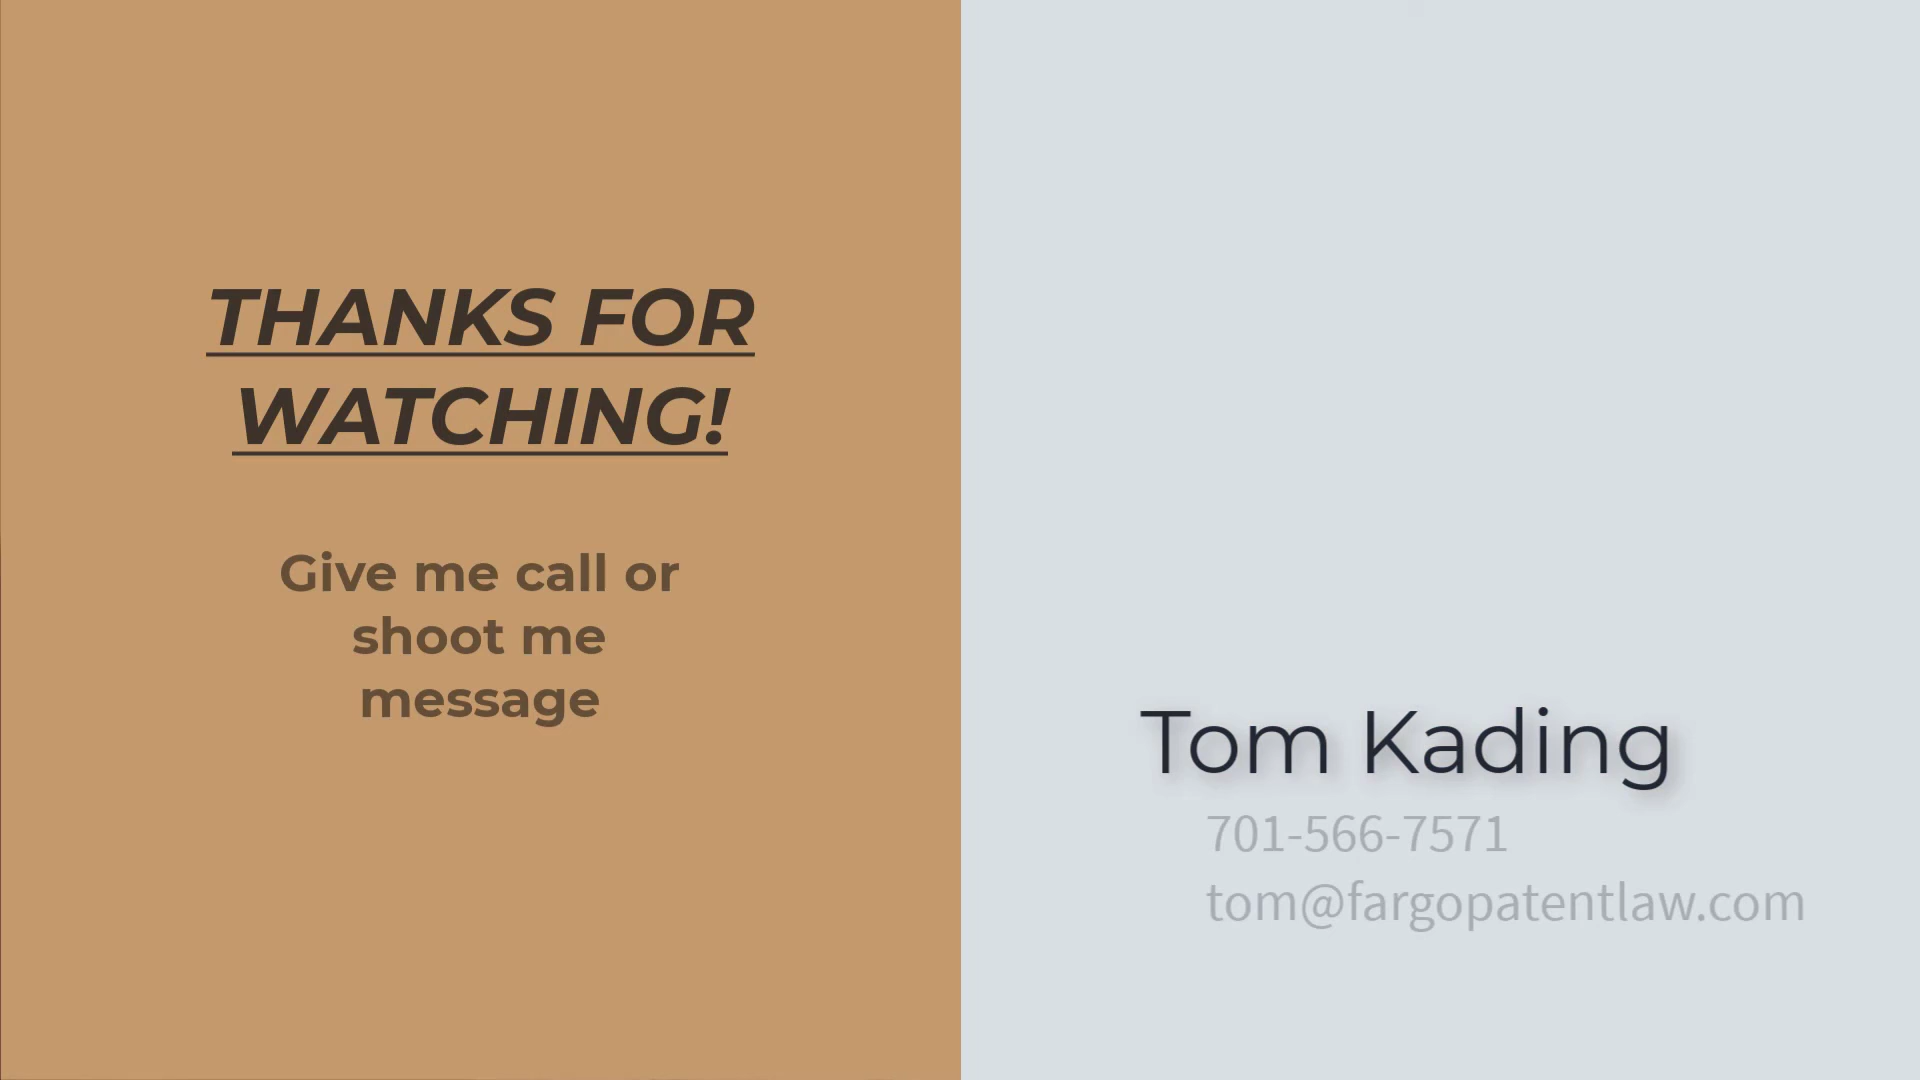 THANKS FOR
WATCHING!
Give me call or
shoot me
message
Tom Kading
701-566-7571
tom@fargopatentlaw.com